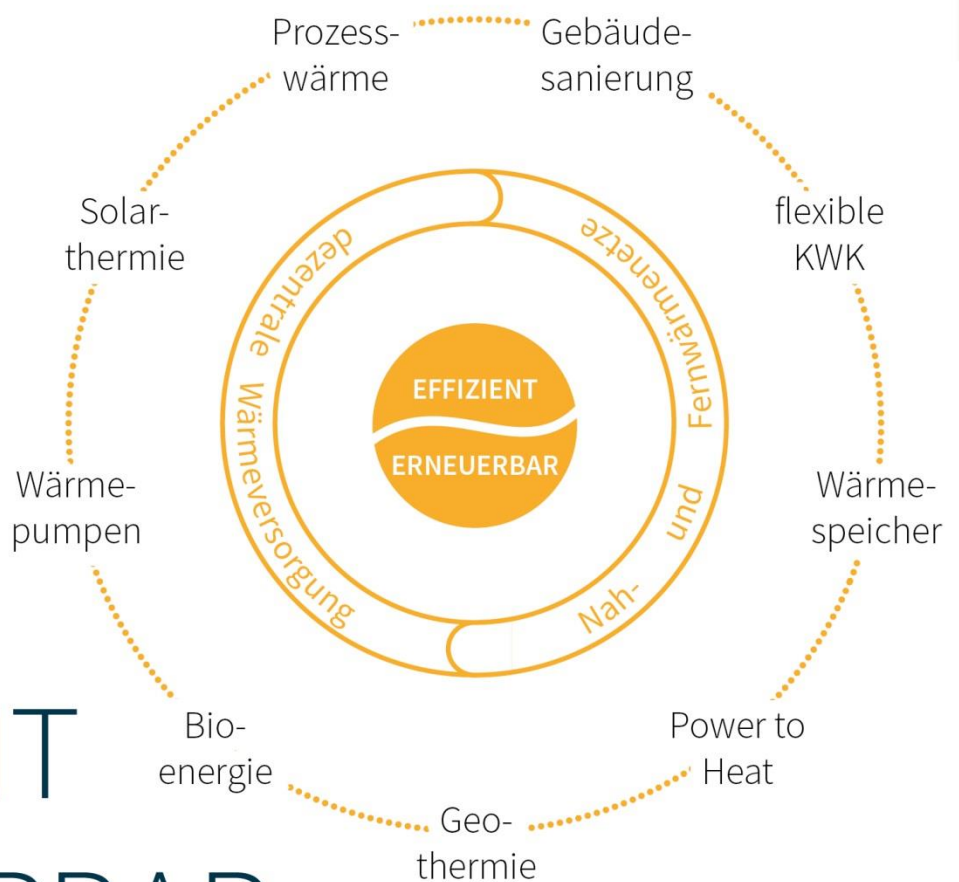 Prozess-
wärme
Gebäude-
sanierung
Solar-
thermie
flexible
KWK
dezentrale Wärmeversorgung
Nah- und Fernwärmenetze
EFFIZIENT
ERNEUERBAR
Wärme-
pumpen
Wärme-
speicher
Bio-
energie
Power to
Heat
Geo-
thermie
T